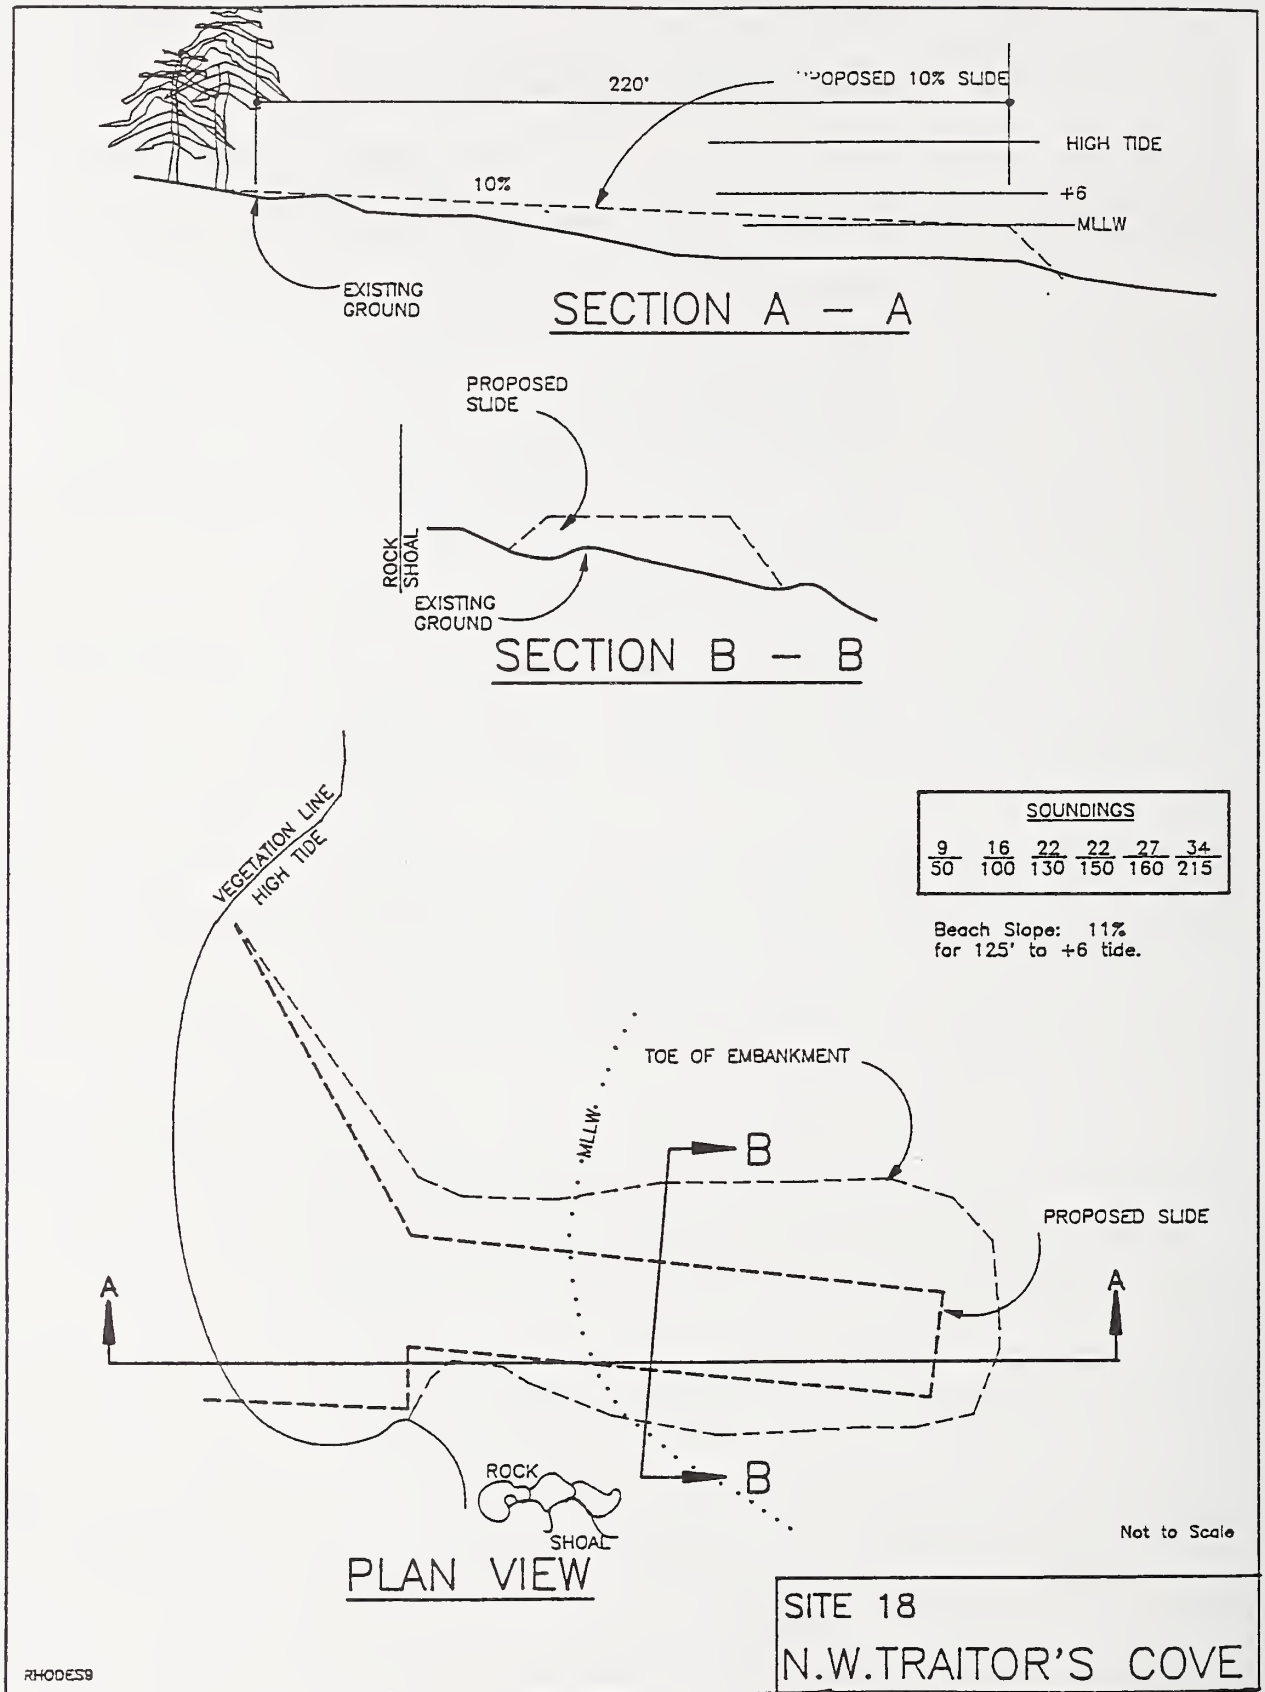 220'
PROPOSED 10% SLIDE
HIGH TIDE
10%
+6
MLLW
EXISTING
GROUND
SECTION A - A
PROPOSED
SLIDE
ROCK
SHOAL
EXISTING
GROUND
SECTION B - B
VEGETATION LINE
HIGH TIDE
SOUNDINGS
9 16 22 22 27 34
50 100 130 150 160 215
Beach Slope: 11%
for 125' to +6 tide.
TOE OF EMBANKMENT
MLLW
B
PROPOSED SLIDE
A
A
ROCK
B
SHOAL
Not to Scale
PLAN VIEW
SITE 18
N.W.TRAITOR'S COVE
RHODES9